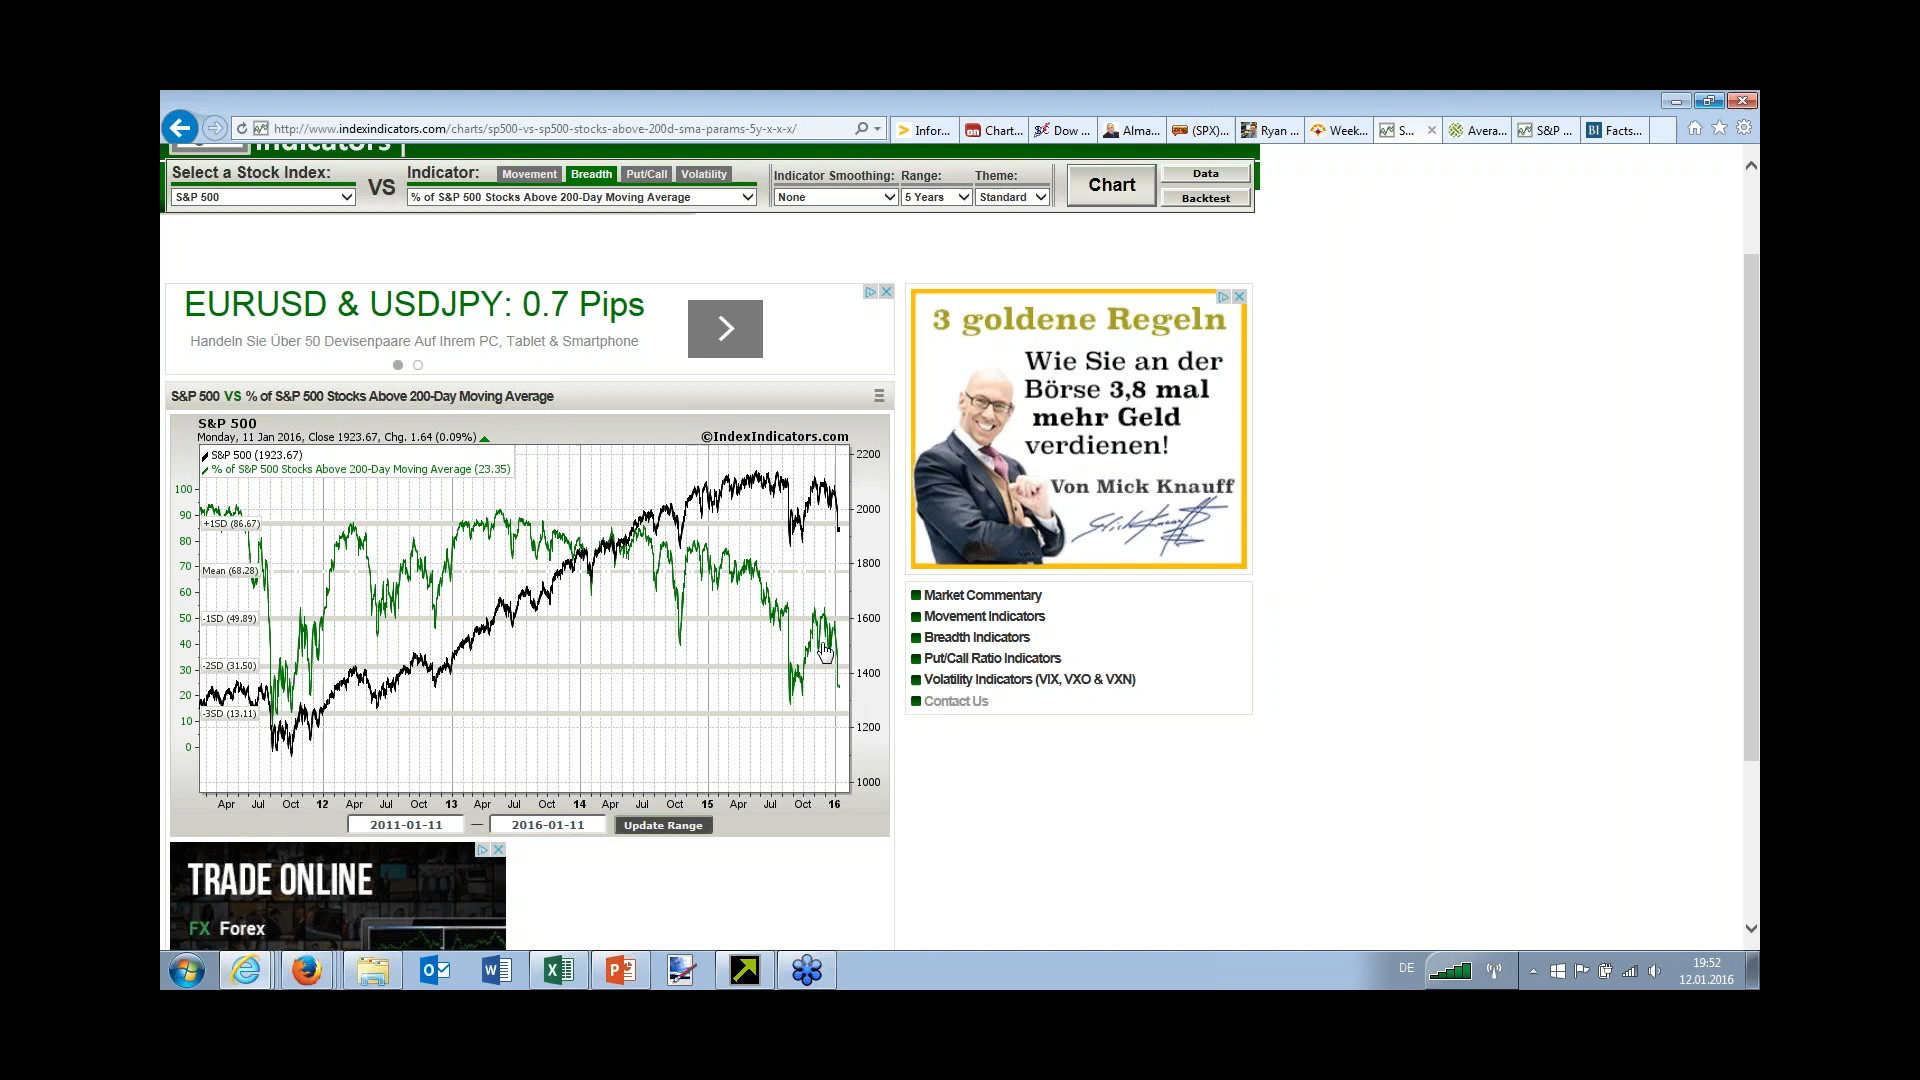 http://www.indexindicators.com/charts/sp500-vs-sp500-stocks-above-200d-sma-params-5y-x-x-x/
Infor...
Chart...
Dow ...
Alma...
(SPX)...
Ryan ...
Week...
S...
Avera...
S&P ...
Facts...
Indicators
Select a Stock Index:
VS
Indicator:
Movement
Breadth
Put/Call
Volatility
Indicator Smoothing:
Range:
Theme:
Chart
Data
S&P 500
% of S&P 500 Stocks Above 200-Day Moving Average
None
5 Years
Standard
Backtest
EURUSD & USDJPY: 0.7 Pips
Handeln Sie Über 50 Devisenpaare Auf Ihrem PC, Tablet & Smartphone
3 goldene Regeln
Wie Sie an der
Börse 3,8 mal
mehr Geld
verdienen!
Von Mick Knauff
S&P 500 VS % of S&P 500 Stocks Above 200-Day Moving Average
S&P 500
Monday, 11 Jan 2016, Close 1923.67, Chg. 1.64 (0.09%)
©IndexIndicators.com
S&P 500 (1923.67)
% of S&P 500 Stocks Above 200-Day Moving Average (23.35)
100
90
80
70
60
50
40
30
20
10
0
+1SD (86.67)
Mean (68.28)
-1SD (49.89)
-2SD (31.50)
-3SD (13.11)
2200
2000
1800
1600
1400
1200
1000
Apr Jul Oct 12 Apr Jul Oct 13 Apr Jul Oct 14 Apr Jul Oct 15 Apr Jul Oct 16
2011-01-11 — 2016-01-11 Update Range
Market Commentary
Movement Indicators
Breadth Indicators
Put/Call Ratio Indicators
Volatility Indicators (VIX, VXO & VXN)
Contact Us
TRADE ONLINE
FX Forex
DE
19:52
12.01.2016